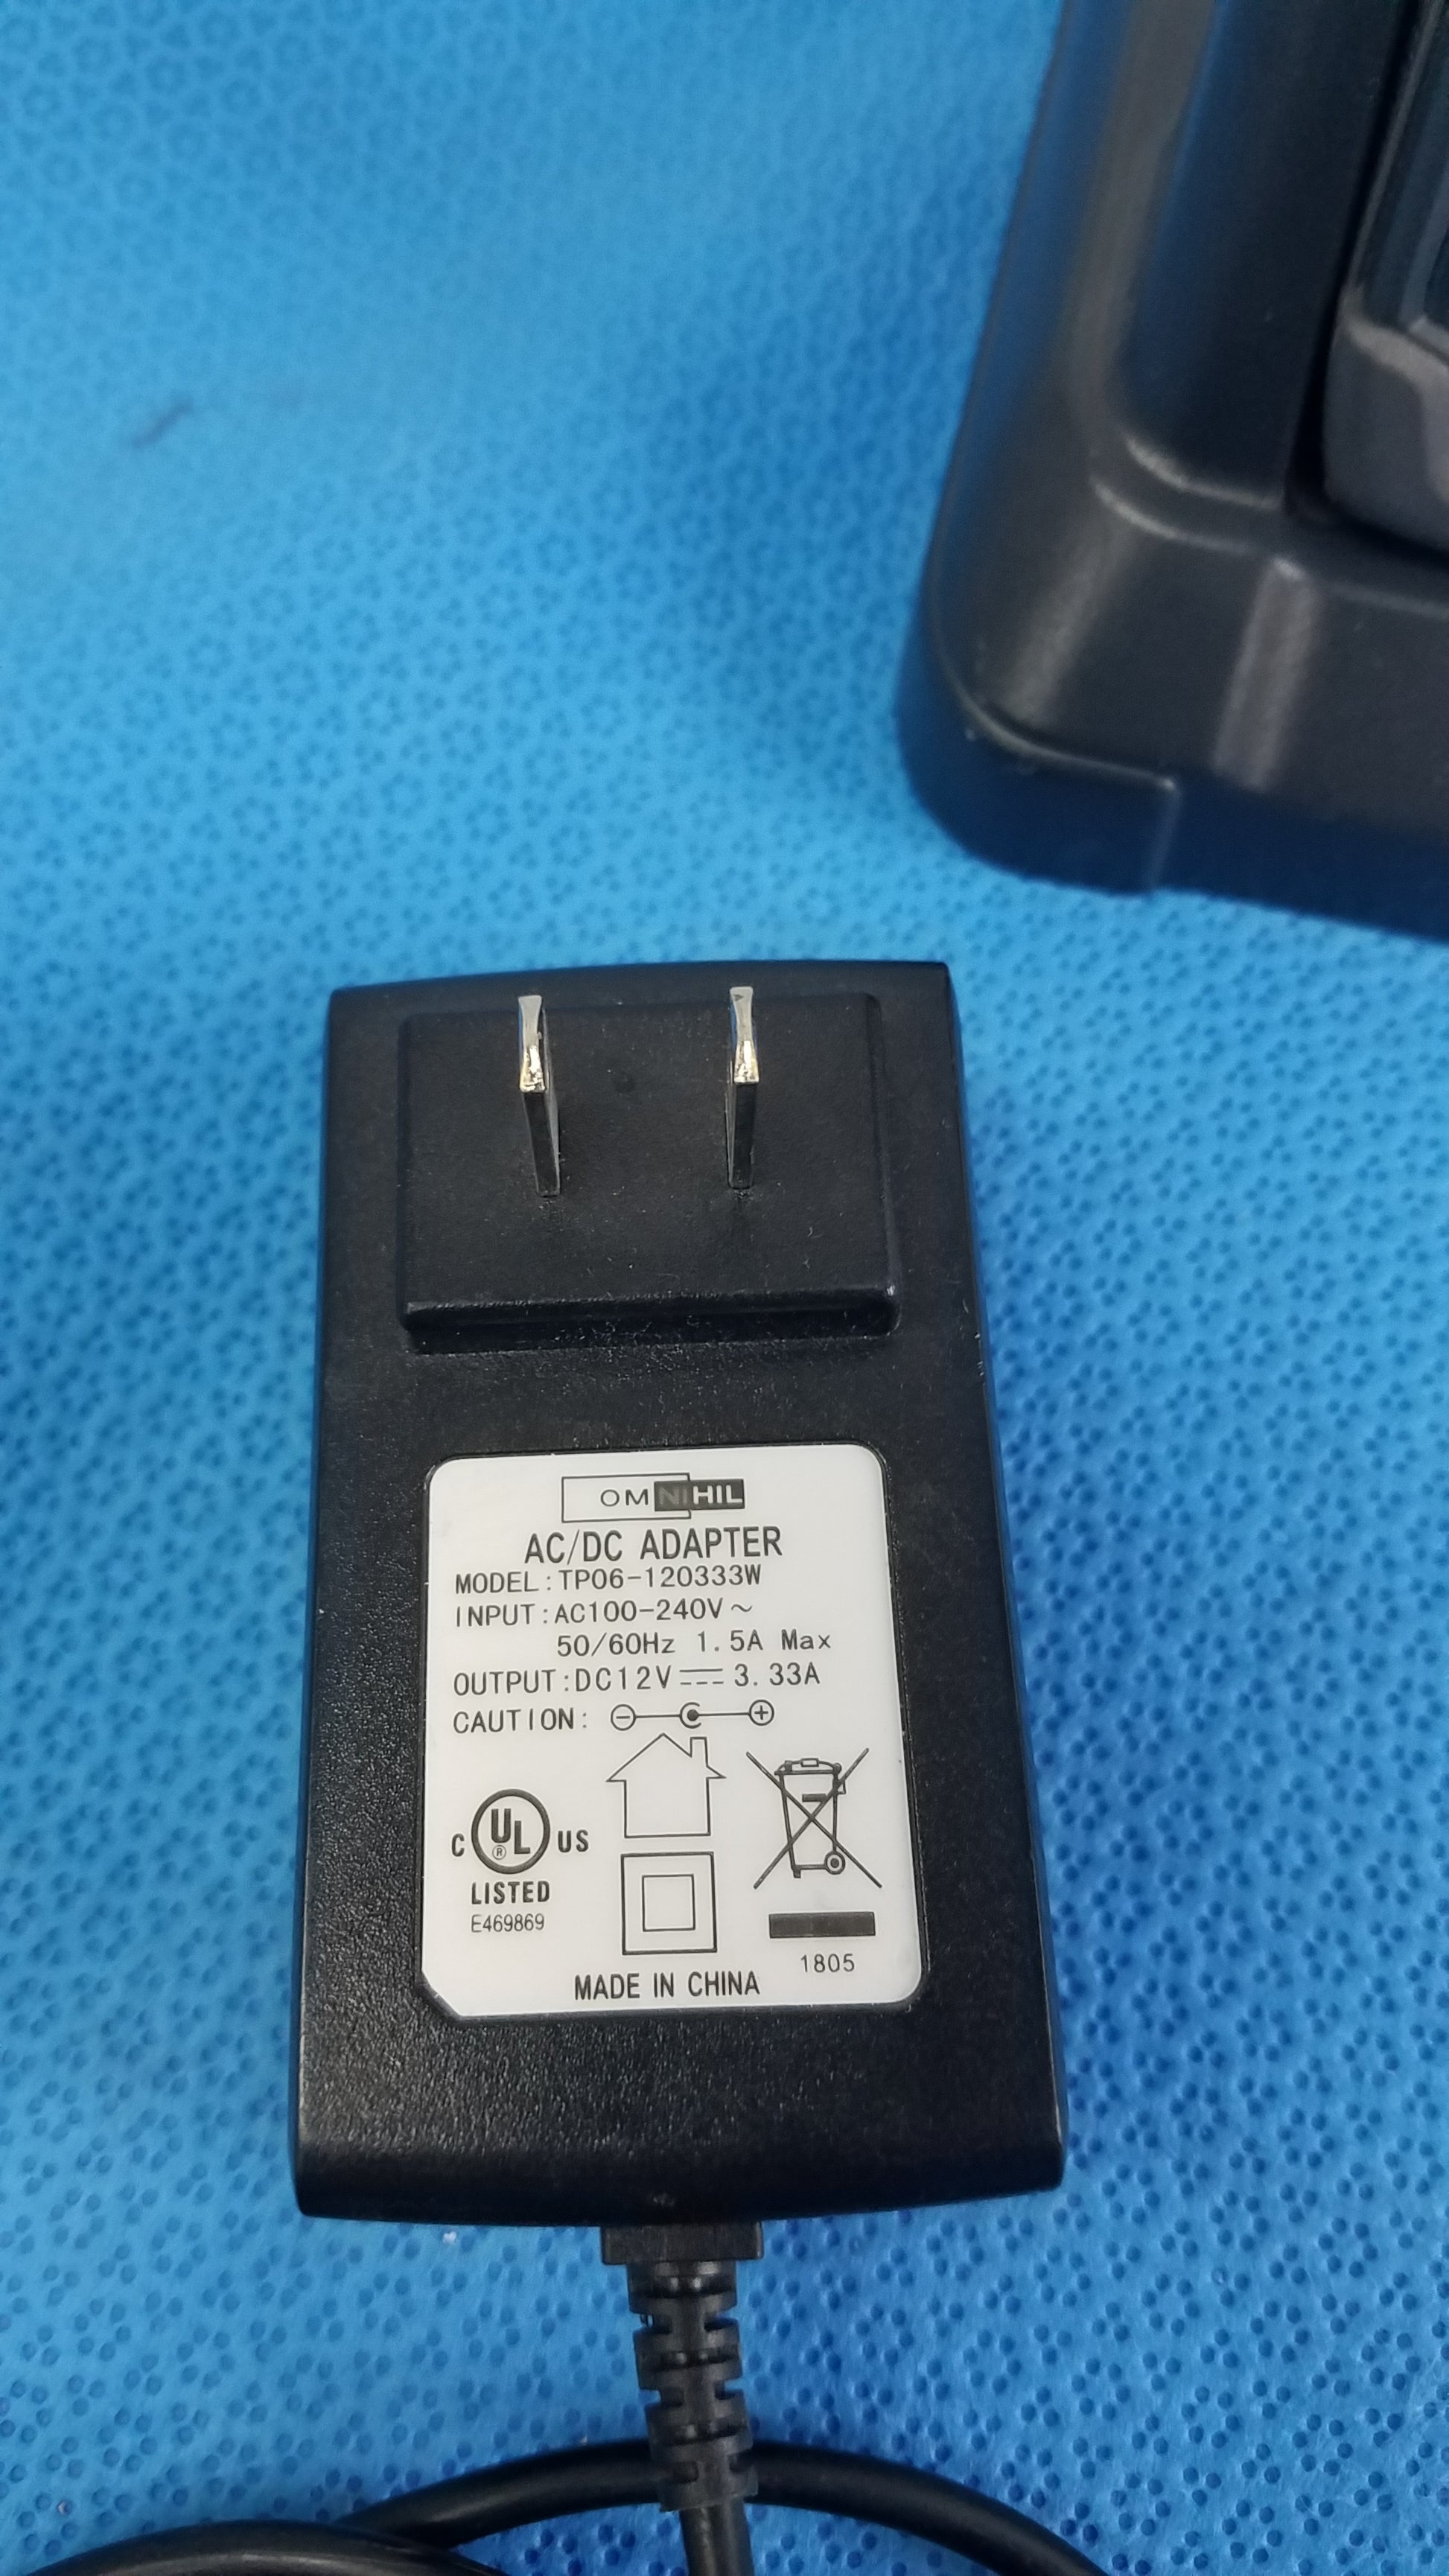 OMNIHIL
AC/DC ADAPTER
MODEL:TP06-120333W
INPUT:AC100-240V~
50/60Hz 1.5A Max
OUTPUT:DC12V⎓3.33A
CAUTION:
C UL® US
LISTED
E469869
1805
MADE IN CHINA